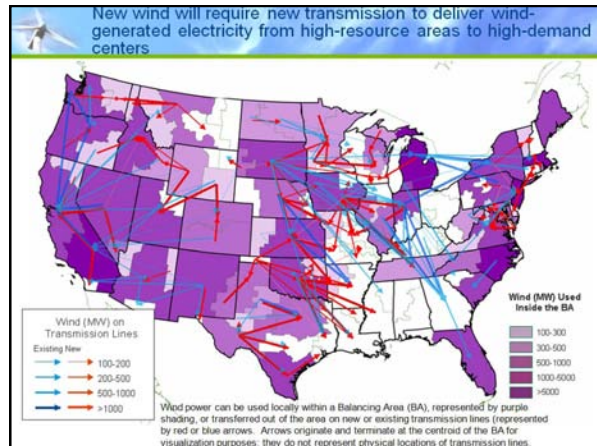 New wind will require new transmission to deliver wind-
generated electricity from high-resource areas to high-demand
centers
Wind (MW) on
Transmission Lines
Existing New
100-200
200-500
500-1000
>1000
Wind (MW) Used
Inside the BA
100-300
300-500
500-1000
1000-5000
>5000
Wind power can be used locally within a Balancing Area (BA), represented by purple
shading, or transferred out of the area on new or existing transmission lines (represented
by red or blue arrows. Arrows originate and terminate at the centroid of the BA for
visualization purposes; they do not represent physical locations of transmission lines.